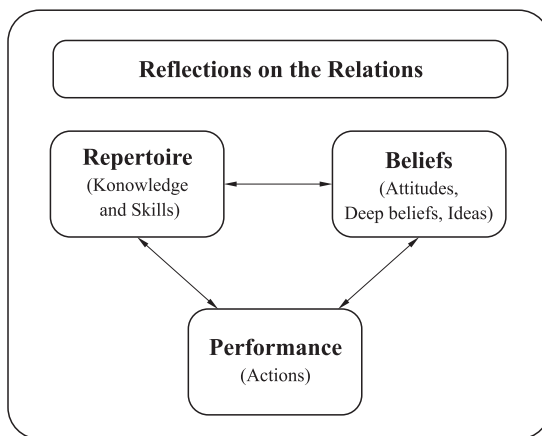 Reflections on the Relations
Repertoire
(Konowledge
and Skills)
Beliefs
(Attitudes,
Deep beliefs, Ideas)
Performance
(Actions)